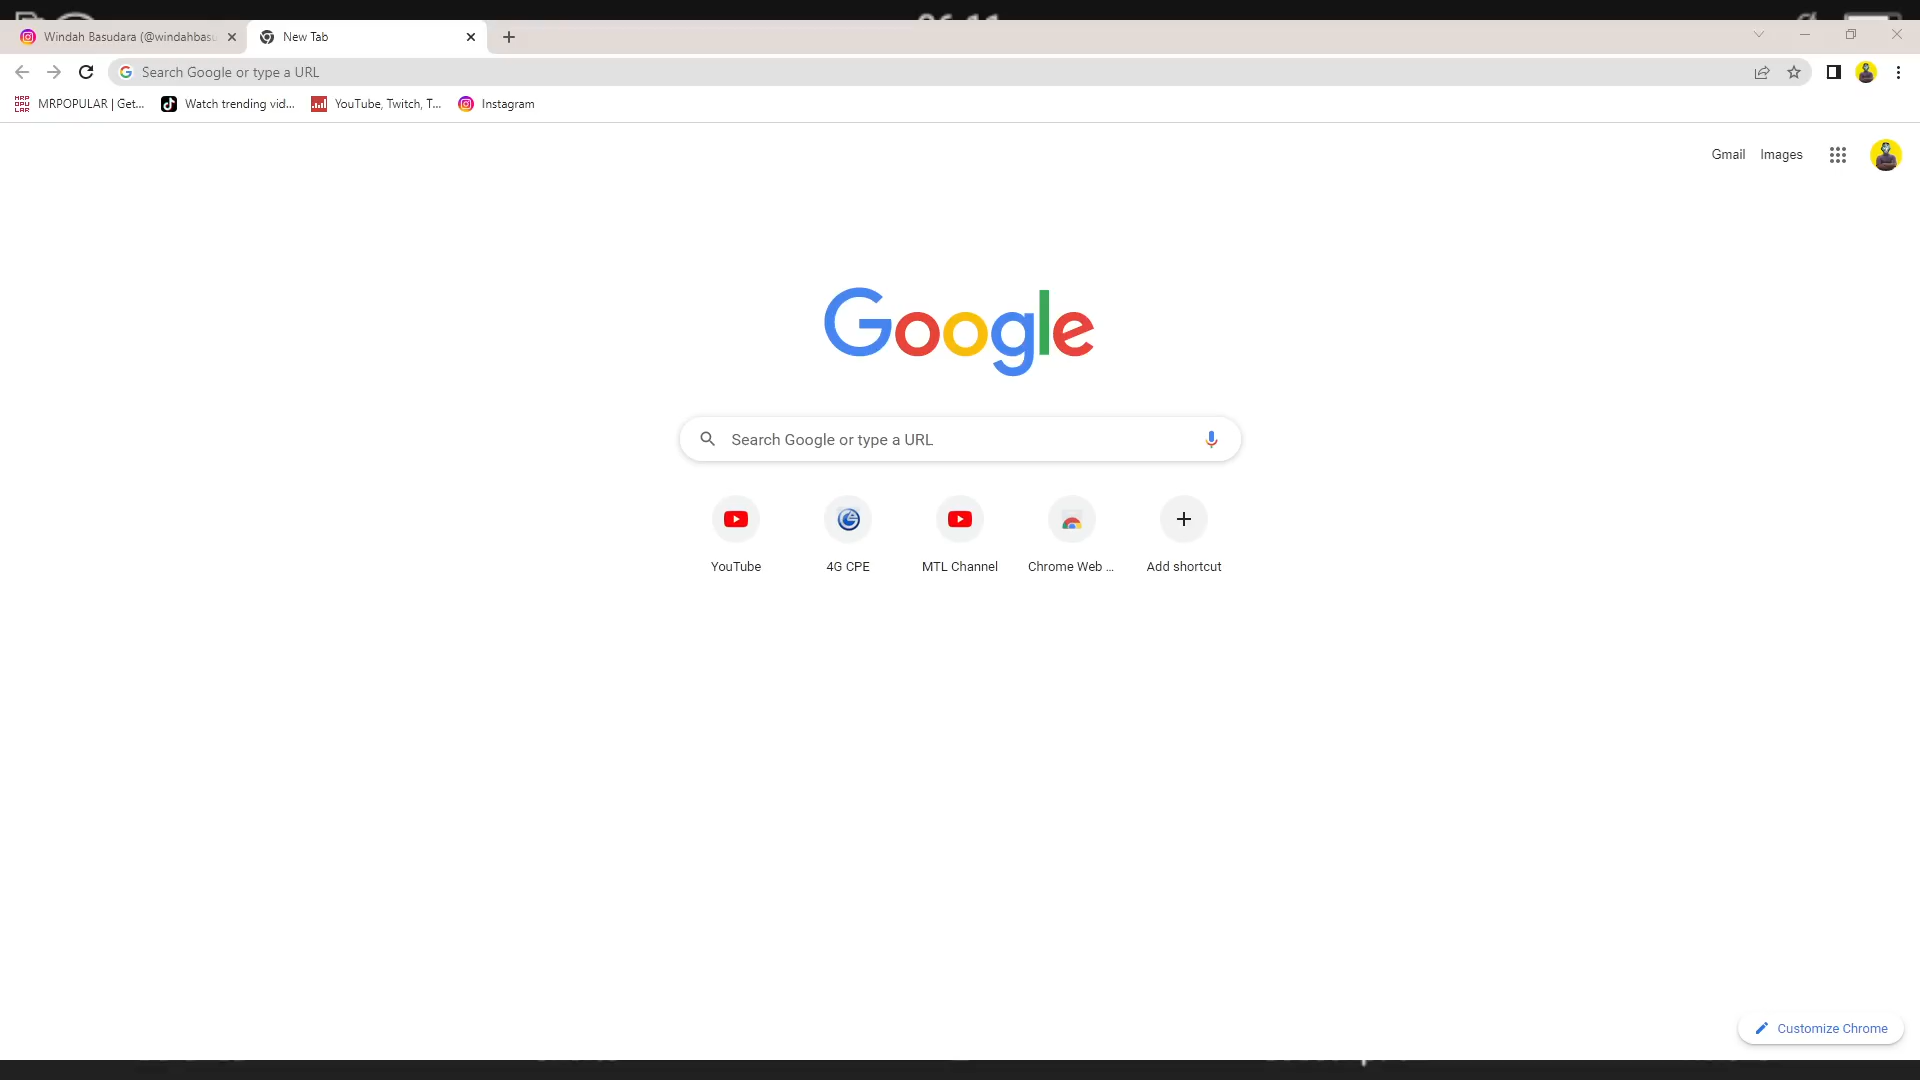 Windah Basudara (@windahbasu
New Tab
Search Google or type a URL
MRPOPULAR | Get...
Watch trending vid...
YouTube, Twitch, T...
Instagram
Gmail
Images
Google
Search Google or type a URL
YouTube
4G CPE
MTL Channel
Chrome Web ...
Add shortcut
Customize Chrome